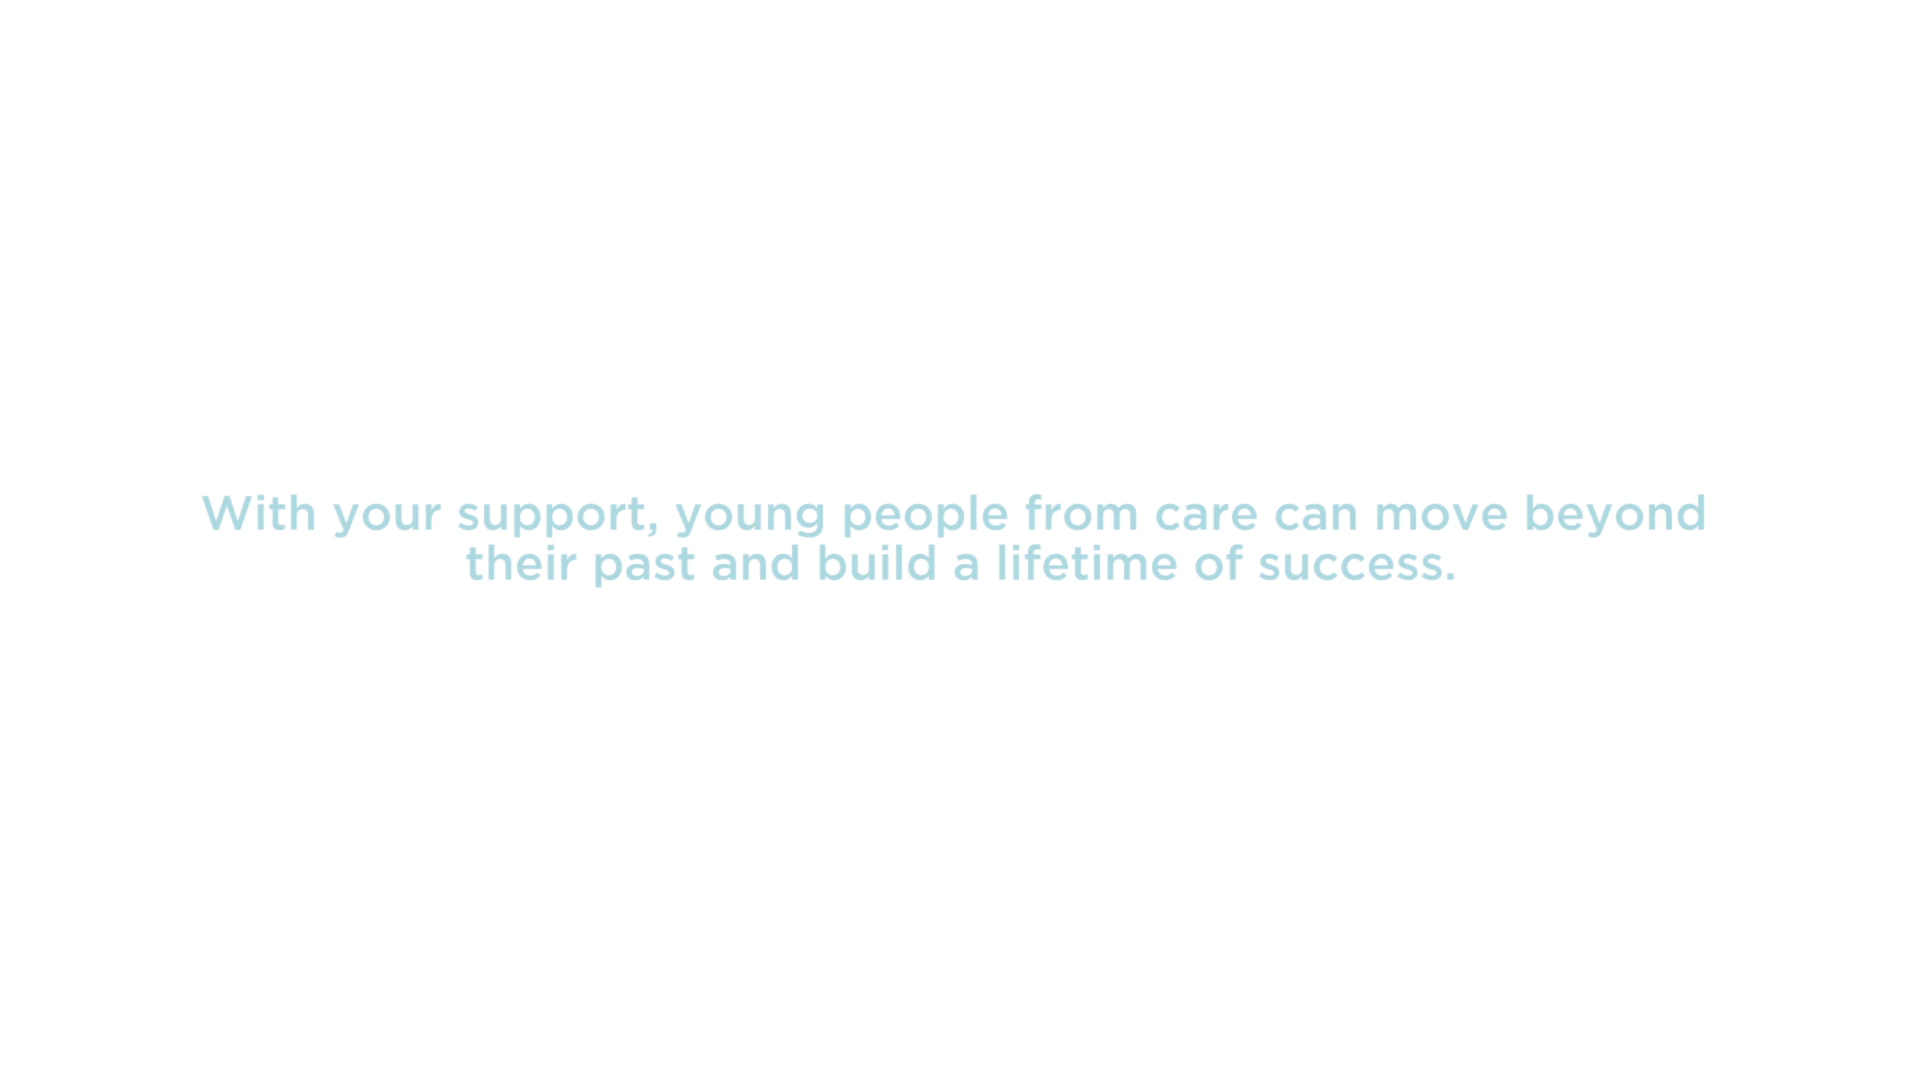 With your support, young people from care can move beyond
their past and build a lifetime of success.